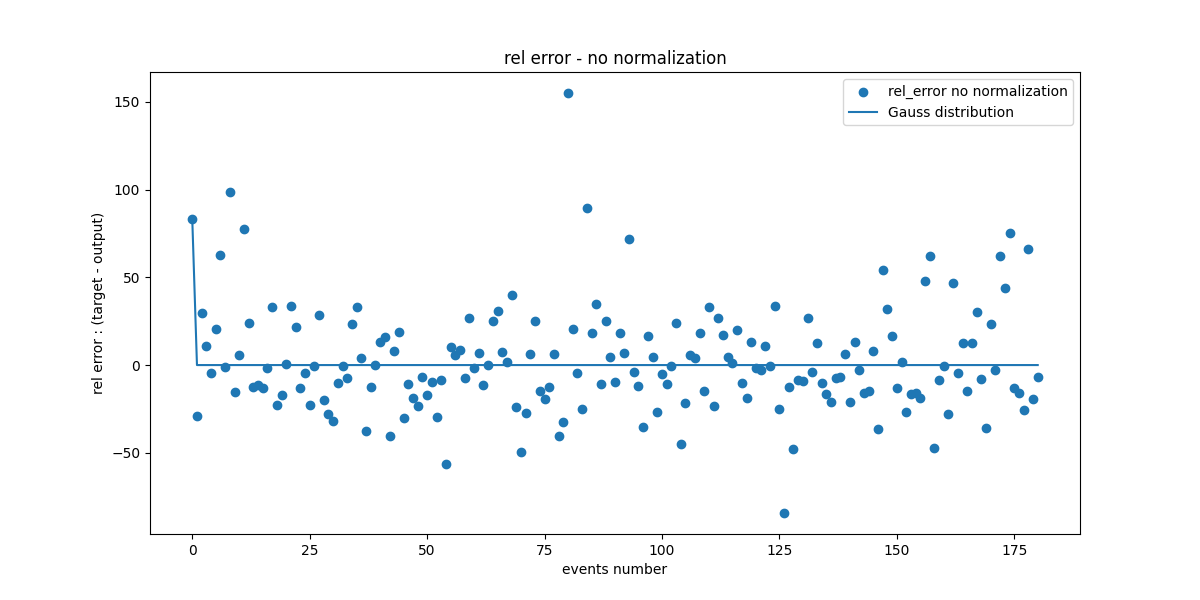 rel error - no normalization
rel_error no normalization
Gauss distribution
rel error : (target - output)
150
100
50
0
−50
0 25 50 75 100 125 150 175
events number